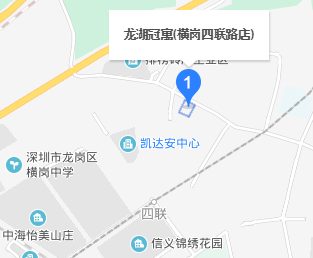 龙湖冠寓(横岗四联路店)
1
凯达安中心
深圳市龙岗区
横岗中学
四联
中海怡美山庄
信义锦绣花园